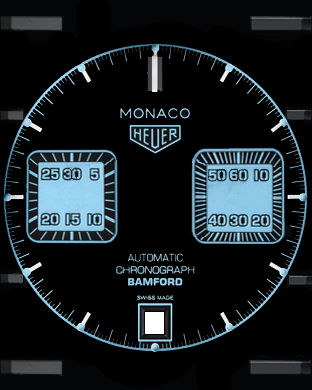 MONACO
HEUER
25 30 5
20 15 10
50 60 10
40 30 20
AUTOMATIC
CHRONOGRAPH
BAMFORD
SWISS MADE